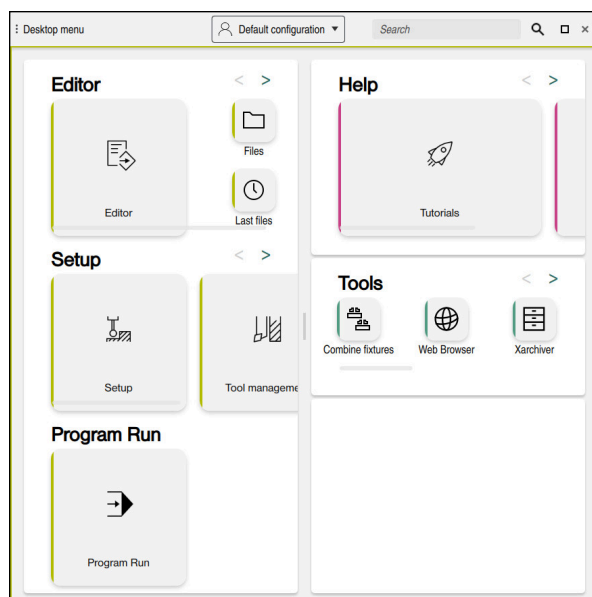 Desktop menu
Default configuration
Search
Editor
Files
Editor
Last files
Setup
Setup
Tool manageme
Program Run
Program Run
Help
Tutorials
Tools
Combine fixtures
Web Browser
Xarchiver